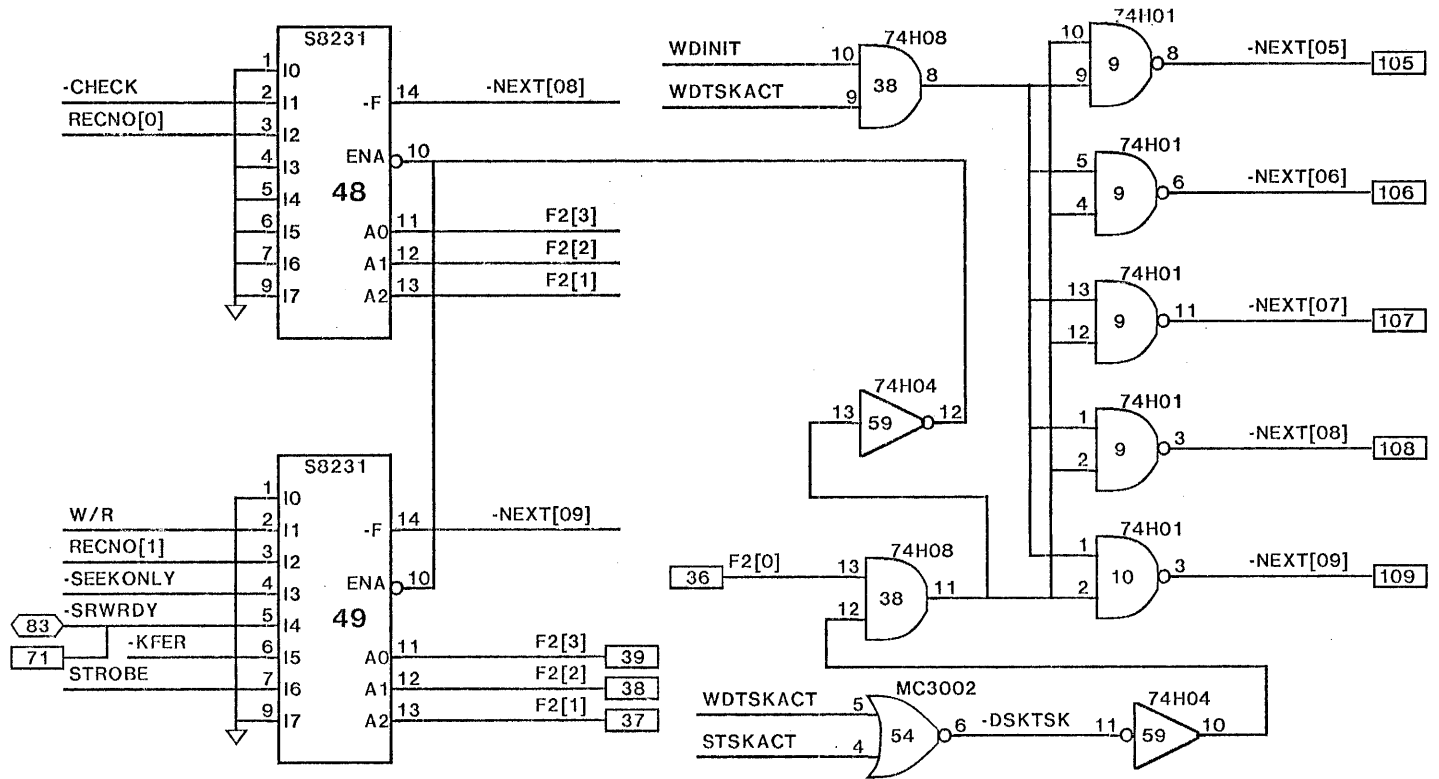 S8231
1 I0
-CHECK 2 I1
RECNO[0] 3 I2
4 I3
5 I4
6 I5
7 I6
9 I7
-F 14 -NEXT[08]
ENA 10
48
A0 11 F2[3]
A1 12 F2[2]
A2 13 F2[1]
S8231
1 I0
W/R 2 I1
RECNO[1] 3 I2
-SEEKONLY 4 I3
83 -SRWRDY 5 I4
71 -KFER 6 I5
STROBE 7 I6
9 I7
-F 14 -NEXT[09]
ENA 10
49
A0 11 F2[3] 39
A1 12 F2[2] 38
A2 13 F2[1] 37
74H08
WDINIT 10
WDTSKACT 9
38 8
74H01
10 9 9 8 -NEXT[05] 105
74H01
5 4 9 6 -NEXT[06] 106
74H01
13 12 9 11 -NEXT[07] 107
74H01
1 2 9 3 -NEXT[08] 108
74H01
1 2 10 3 -NEXT[09] 109
74H04
13 59 12
74H08
36 F2[0] 13
12 38 11
MC3002
WDTSKACT 5
STSKACT 4
54 6 -DSKTSK
74H04
11 59 10